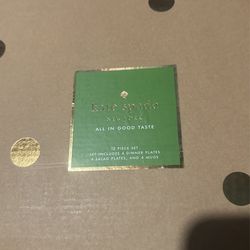 kate spade
NEW YORK
ALL IN GOOD TASTE
12 PIECE SET
SET INCLUDES 4 DINNER PLATES
4 SALAD PLATES, AND 4 MUGS